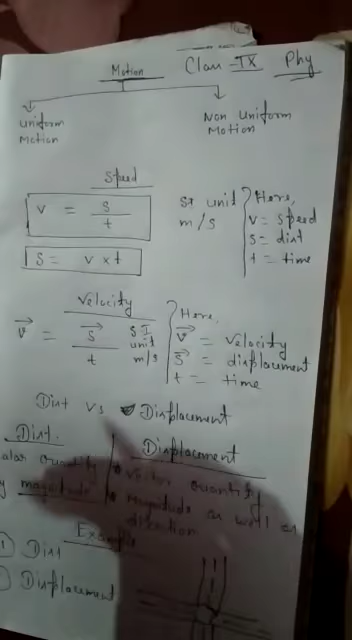 Class - IX Phy
Motion
Uniform Motion
Non Uniform Motion
Speed
v = s / t
SI unit m/s
Here,
v = speed
s = dist
t = time
S = v x t
Velocity
v = s / t
SI unit m/s
Here,
v = velocity
s = displacement
t = time
Dist vs Displacement
Dist.
Displacement
quantity
vector quantity
magnitude
Magnitude as well as direction
Example
1) Dist
Displacement